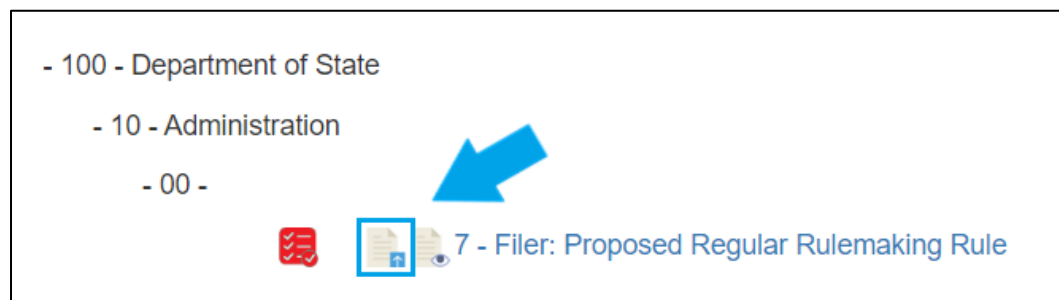 - 100 - Department of State
- 10 - Administration
- 00 -
7 - Filer: Proposed Regular Rulemaking Rule